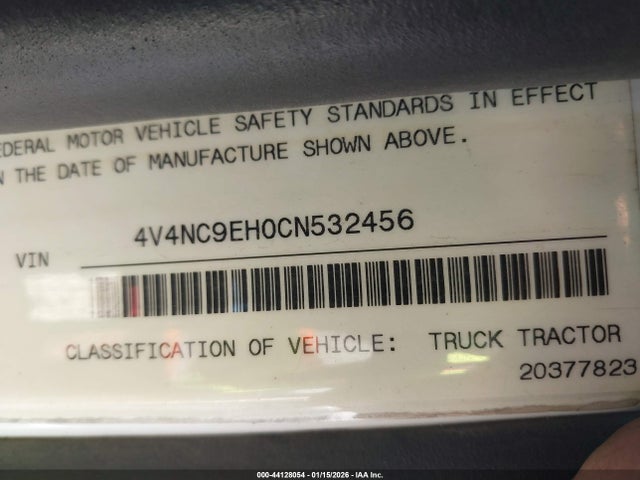 EDERAL MOTOR VEHICLE SAFETY STANDARDS IN EFFECT
N THE DATE OF MANUFACTURE SHOWN ABOVE.
4V4NC9EH0CN532456
VIN
CLASSIFICATION OF VEHICLE: TRUCK TRACTOR
20377823
000-44128054 - 01/15/2026 - IAA Inc.